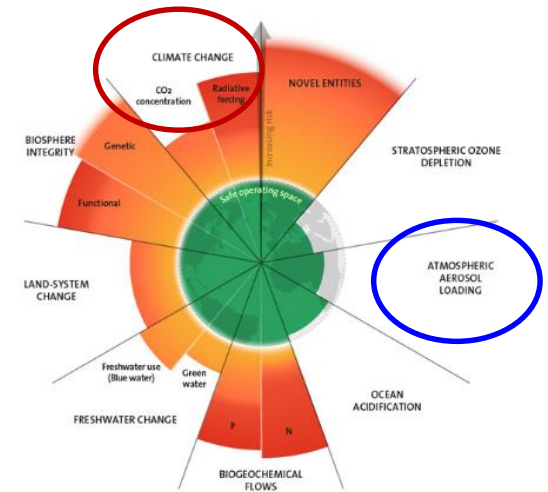 CLIMATE CHANGE
CO₂
concentration
Radiative
forcing
Increasing risk
NOVEL ENTITIES
STRATOSPHERIC OZONE
DEPLETION
ATMOSPHERIC
AEROSOL
LOADING
OCEAN
ACIDIFICATION
BIOGEOCHEMICAL
FLOWS
P
N
FRESHWATER CHANGE
Freshwater use
(Blue water)
Green
water
LAND-SYSTEM
CHANGE
BIOSPHERE
INTEGRITY
Genetic
Functional
Safe operating space